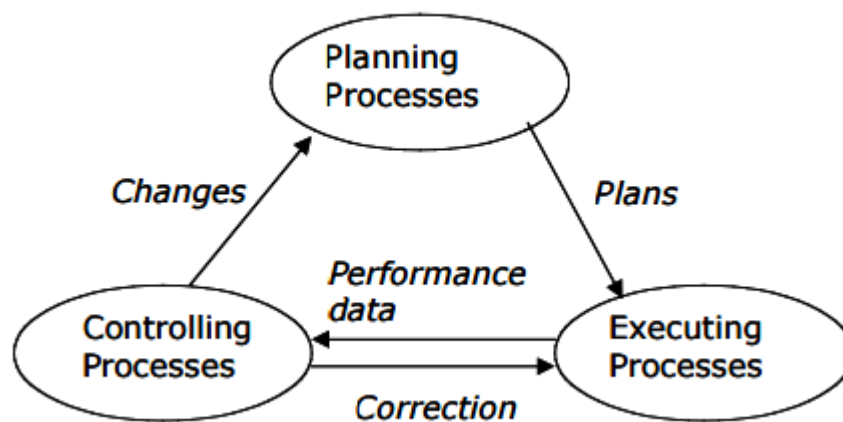 Planning
Processes
Changes
Plans
Performance
data
Controlling
Processes
Executing
Processes
Correction